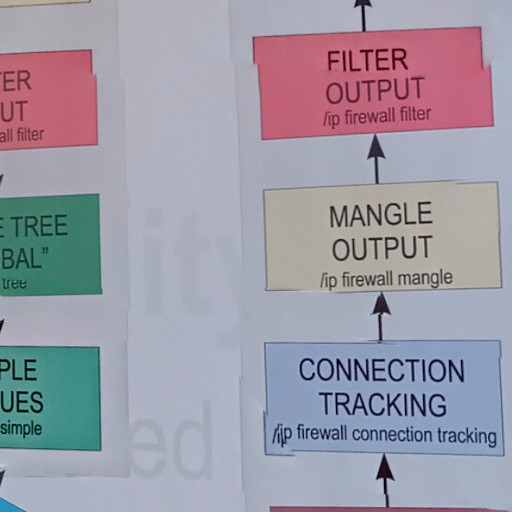 FILTER
OUTPUT
/ip firewall filter
MANGLE
OUTPUT
/ip firewall mangle
CONNECTION
TRACKING
/ip firewall connection tracking
TER
UT
all filter
E TREE
BAL”
tree
PLE
UES
simple
ity
ed